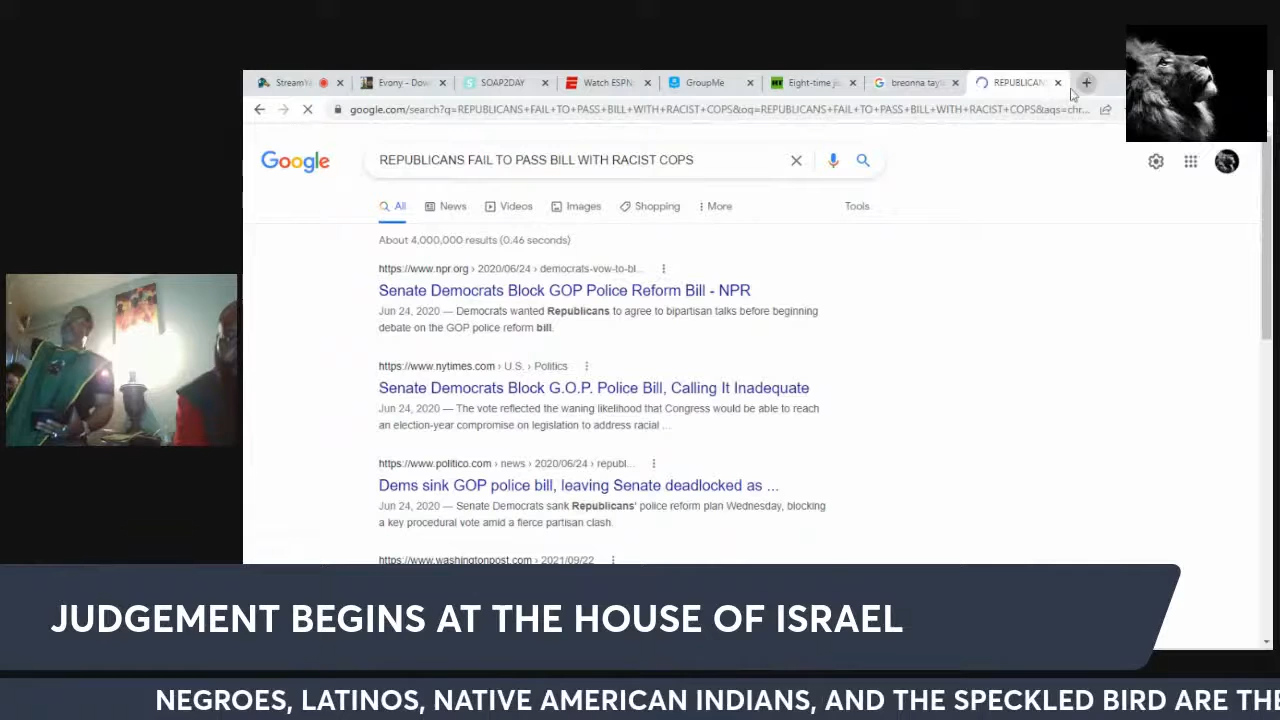 StreamYa
Evony - Dow
SOAP2DAY
Watch ESPN
GroupMe
Eight-time jo
breonna tayl
REPUBLICAN
google.com/search?q=REPUBLICANS+FAIL+TO+PASS+BILL+WITH+RACIST+COPS&oq=REPUBLICANS+FAIL+TO+PASS+BILL+WITH+RACIST+COPS&aqs=chr...
Google
REPUBLICANS FAIL TO PASS BILL WITH RACIST COPS
All News Videos Images Shopping More Tools
About 4,000,000 results (0.46 seconds)
https://www.npr.org › 2020/06/24 › democrats-vow-to-bl...
Senate Democrats Block GOP Police Reform Bill - NPR
Jun 24, 2020 — Democrats wanted Republicans to agree to bipartisan talks before beginning
debate on the GOP police reform bill.
https://www.nytimes.com › U.S. › Politics
Senate Democrats Block G.O.P. Police Bill, Calling It Inadequate
Jun 24, 2020 — The vote reflected the waning likelihood that Congress would be able to reach
an election-year compromise on legislation to address racial ...
https://www.politico.com › news › 2020/06/24 › republ...
Dems sink GOP police bill, leaving Senate deadlocked as ...
Jun 24, 2020 — Senate Democrats sank Republicans' police reform plan Wednesday, blocking
a key procedural vote amid a fierce partisan clash.
https://www.washingtonpost.com › 2021/09/22
JUDGEMENT BEGINS AT THE HOUSE OF ISRAEL
NEGROES, LATINOS, NATIVE AMERICAN INDIANS, AND THE SPECKLED BIRD ARE THE